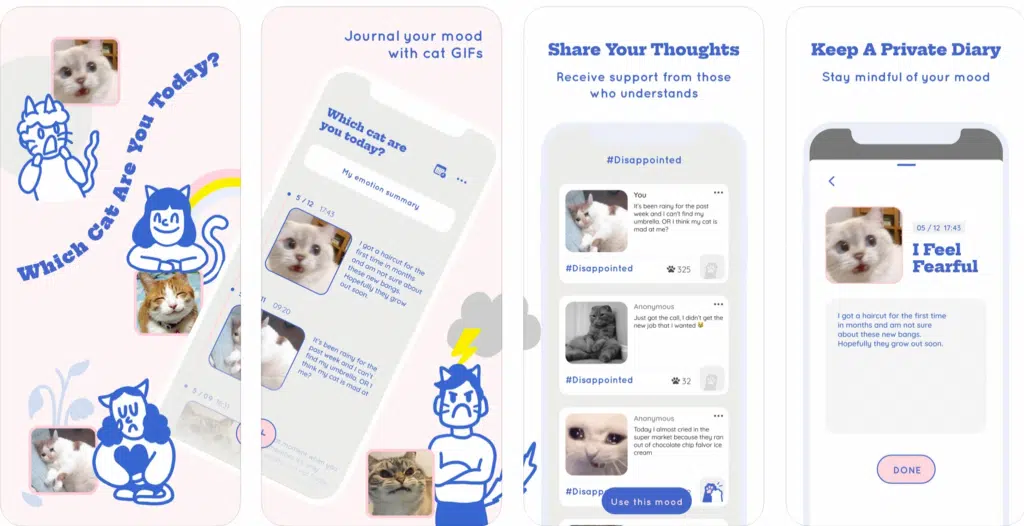 Which Cat Are You Today?
Journal your mood
with cat GIFs
Which cat are
you today?
My emotion summary
5 / 12 17:43
I got a haircut for the
first time in months
and am not sure about
these new bangs.
Hopefully they grow
out soon.
11 09:20
It's been rainy for the
past week and I can't
find my umbrella. OR I
think my cat is mad at
me?
5 / 09
Share Your Thoughts
Receive support from those
who understands
#Disappointed
You
It's been rainy for the past
week and I can't find my
umbrella. OR I think my cat is
mad at me?
#Disappointed
325
Anonymous
Just got the call, I didn't get the
new job that I wanted 😿
#Disappointed
32
Anonymous
Today I almost cried in the
super market because they ran
out of chocolate chip falvor ice
cream
#Disapp
Use this mood
Keep A Private Diary
Stay mindful of your mood
05 / 12 17:43
I Feel
Fearful
I got a haircut for the first time
in months and am not sure
about these new bangs.
Hopefully they grow out soon.
DONE